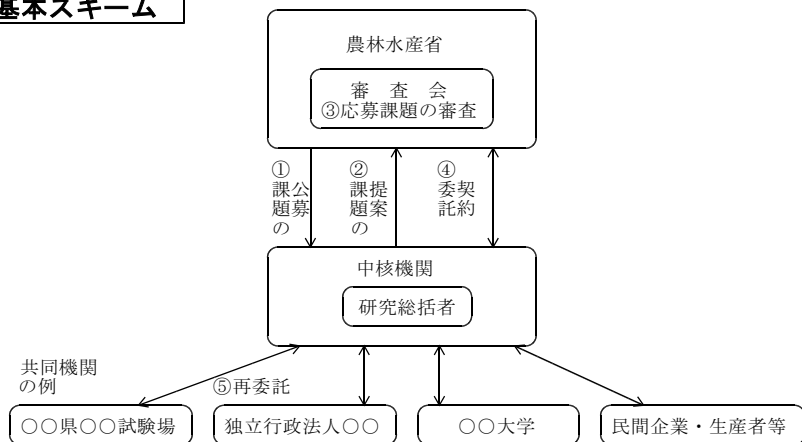 基本スキーム
農林水産省
審 査 会
③応募課題の審査
①課題の公募
②課題の提案
④委託契約
中核機関
研究総括者
共同機関
の例
⑤再委託
○○県○○試験場
独立行政法人○○
○○大学
民間企業・生産者等